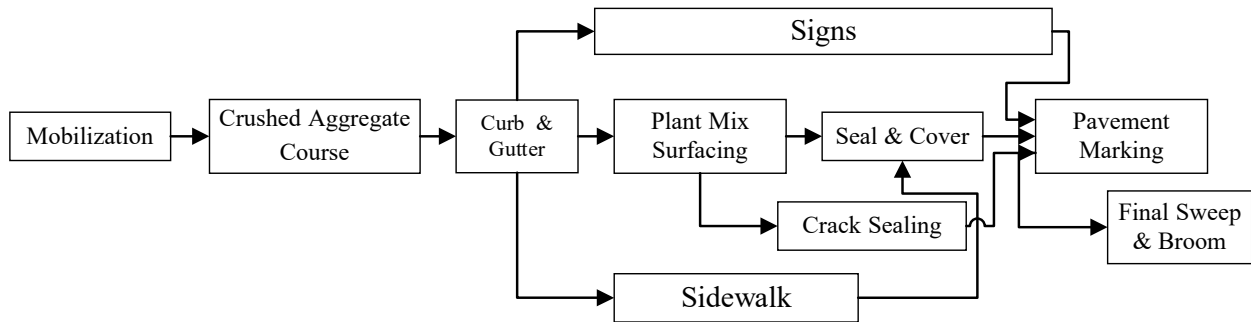 Signs
Mobilization
Crushed Aggregate
Course
Curb &
Gutter
Plant Mix
Surfacing
Seal & Cover
Pavement
Marking
Crack Sealing
Final Sweep
& Broom
Sidewalk